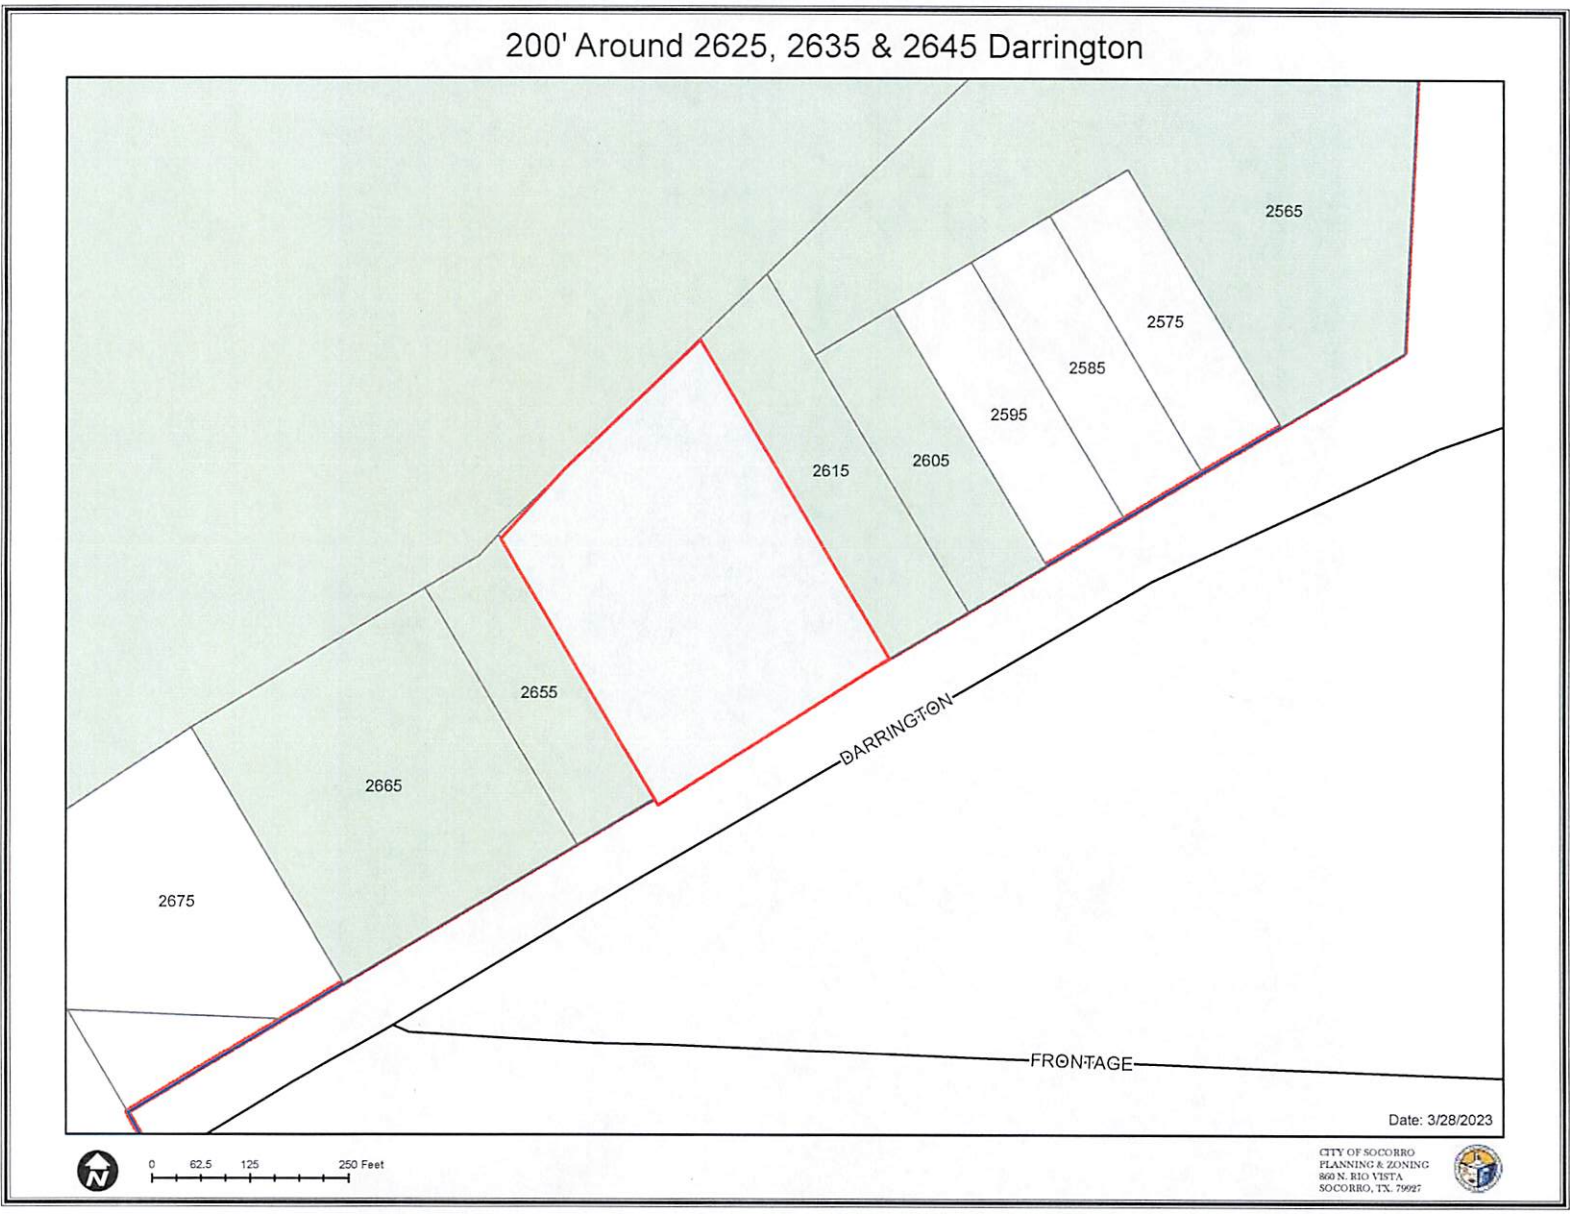 200' Around 2625, 2635 & 2645 Darrington
2565
2575
2585
2595
2605
2615
2655
2665
2675
DARRINGTON
FRONTAGE
Date: 3/28/2023
N
0 62.5 125 250 Feet
CITY OF SOCORRO
PLANNING & ZONING
860 N. RIO VISTA
SOCORRO, TX. 79927